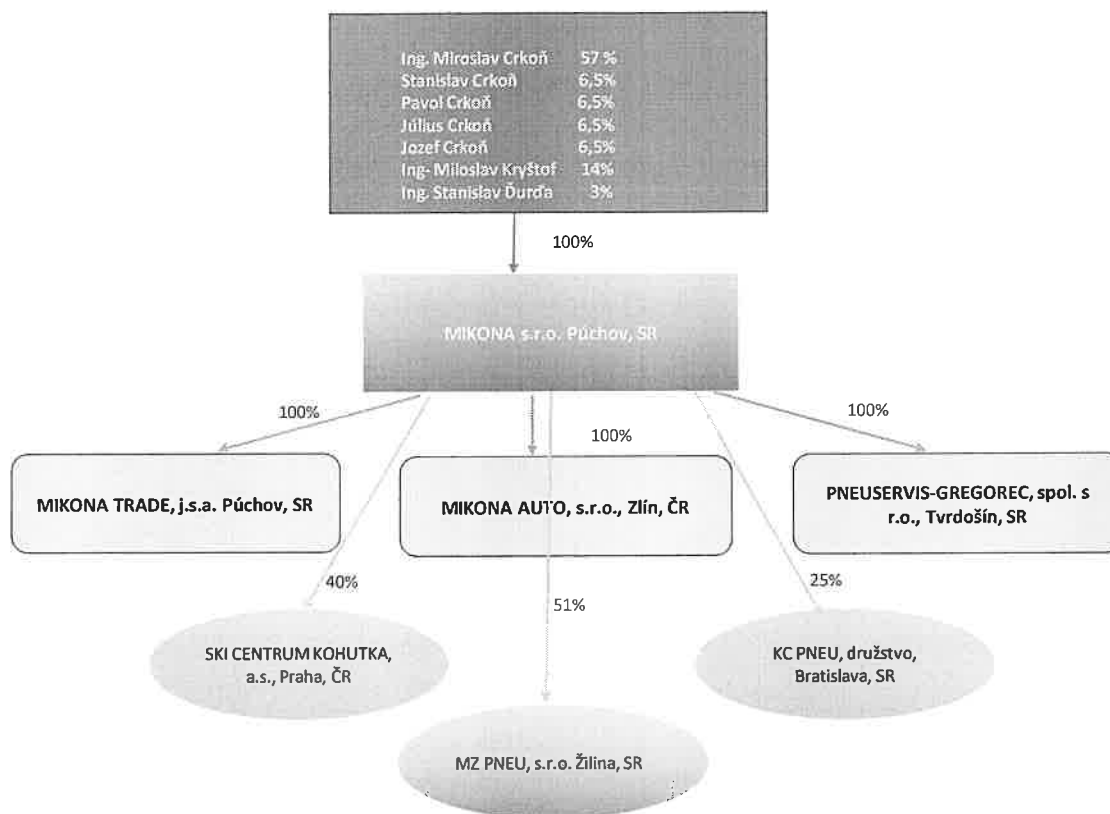 Ing. Miroslav Crkoň 57 %
Stanislav Crkoň 6,5%
Pavol Crkoň 6,5%
Július Crkoň 6,5%
Jozef Crkoň 6,5%
Ing- Miloslav Kryštof 14%
Ing. Stanislav Ďurďa 3%
100%
MIKONA s.r.o. Púchov, SR
100%
100%
100%
MIKONA TRADE, j.s.a. Púchov, SR
MIKONA AUTO, s.r.o., Zlín, ČR
PNEUSERVIS-GREGOREC, spol. s
r.o., Tvrdošín, SR
40%
51%
25%
SKI CENTRUM KOHUTKA,
a.s., Praha, ČR
KC PNEU, družstvo,
Bratislava, SR
MZ PNEU, s.r.o. Žilina, SR